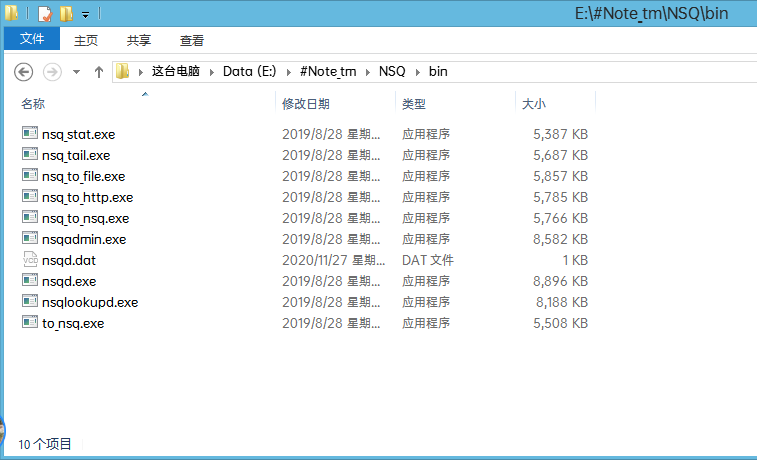 E:\#Note_tm\NSQ\bin
文件 主页 共享 查看
这台电脑 Data (E:) #Note_tm NSQ bin
名称 修改日期 类型 大小
nsq_stat.exe 2019/8/28 星期... 应用程序 5,387 KB
nsq_tail.exe 2019/8/28 星期... 应用程序 5,687 KB
nsq_to_file.exe 2019/8/28 星期... 应用程序 5,857 KB
nsq_to_http.exe 2019/8/28 星期... 应用程序 5,785 KB
nsq_to_nsq.exe 2019/8/28 星期... 应用程序 5,766 KB
nsqadmin.exe 2019/8/28 星期... 应用程序 8,582 KB
nsqd.dat 2020/11/27 星期... DAT 文件 1 KB
nsqd.exe 2019/8/28 星期... 应用程序 8,896 KB
nsqlookupd.exe 2019/8/28 星期... 应用程序 8,188 KB
to_nsq.exe 2019/8/28 星期... 应用程序 5,508 KB
10 个项目